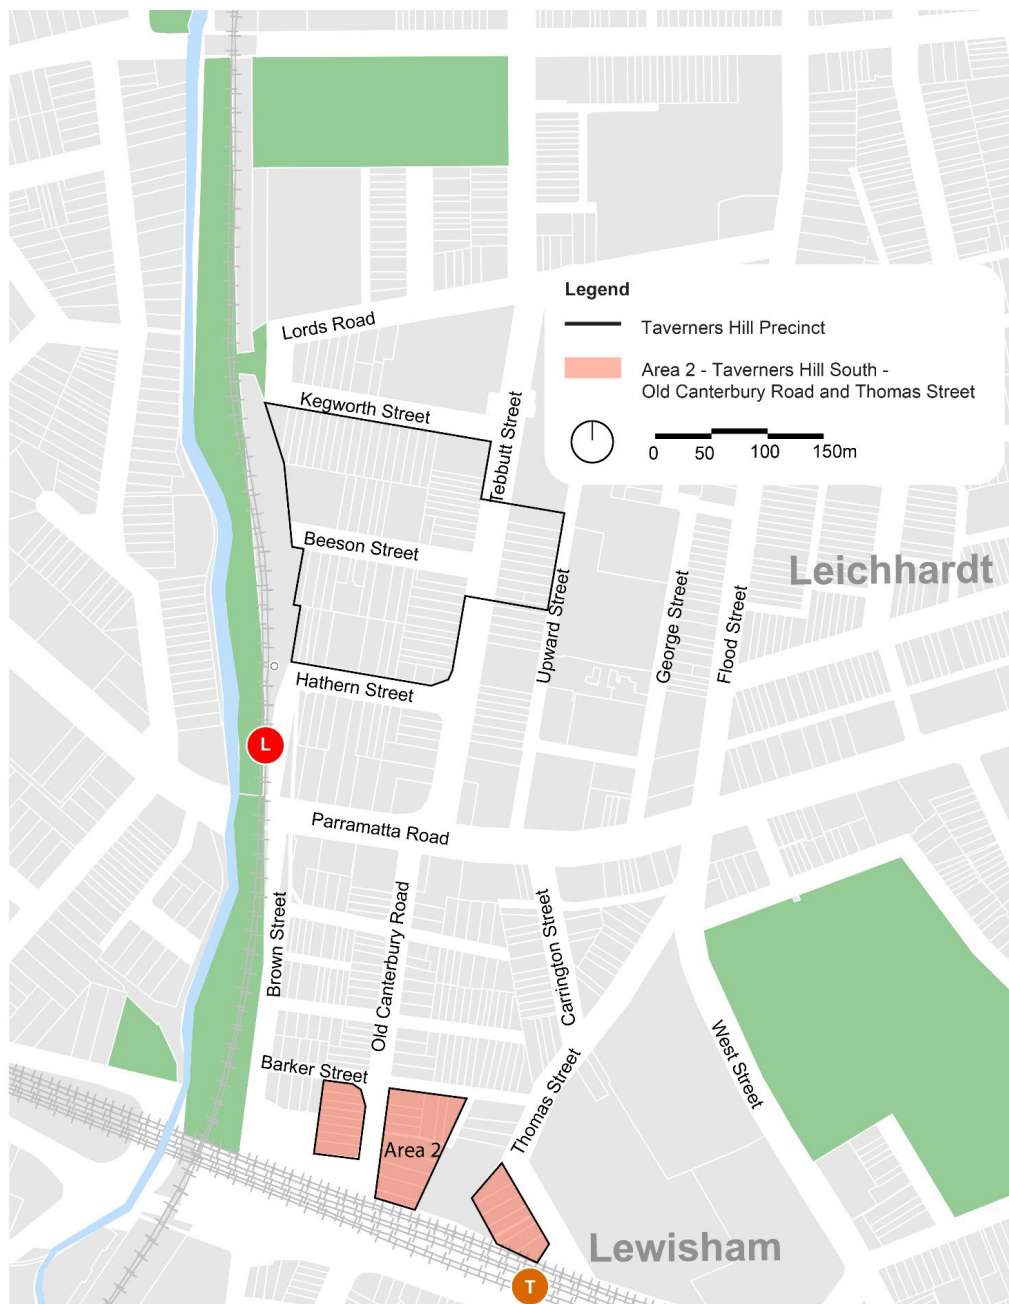 Lords Road
Legend
Taverners Hill Precinct
Area 2 - Taverners Hill South -
Old Canterbury Road and Thomas Street
0 50 100 150m
Kegworth Street
Tebbutt Street
Beeson Street
Leichhardt
Upward Street
George Street
Flood Street
Hathern Street
L
Parramatta Road
Brown Street
Old Canterbury Road
Carrington Street
West Street
Barker Street
Thomas Street
Area 2
Lewisham
T